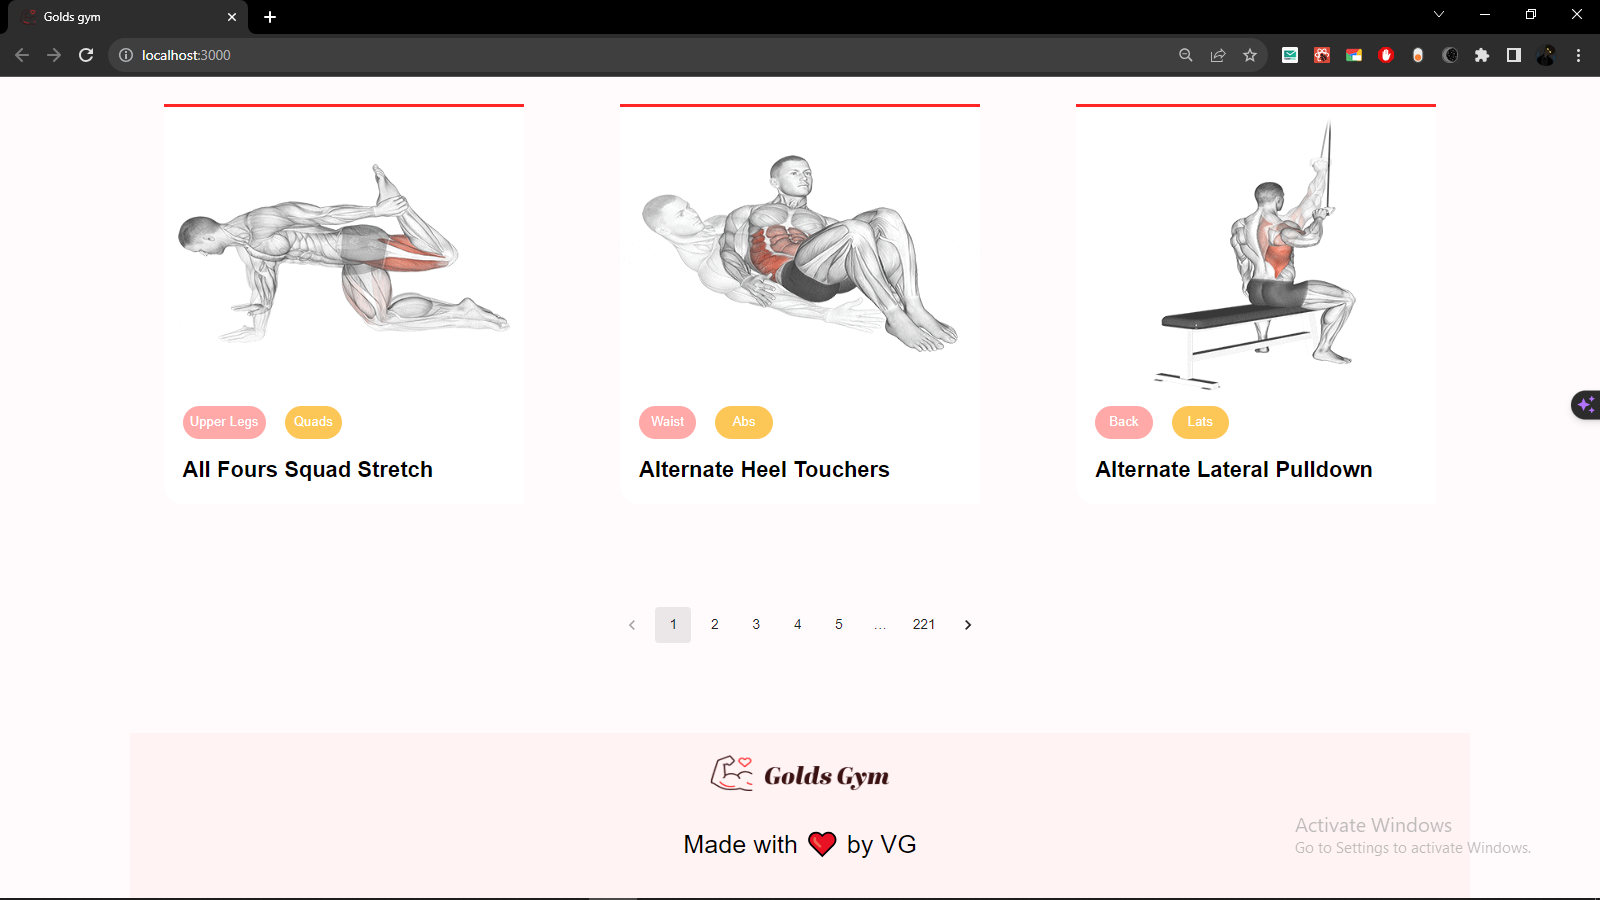 Golds gym
localhost:3000
Upper Legs Quads
All Fours Squad Stretch
Waist Abs
Alternate Heel Touchers
Back Lats
Alternate Lateral Pulldown
1 2 3 4 5 ... 221
Golds Gym
Made with ❤️ by VG
Activate Windows
Go to Settings to activate Windows.